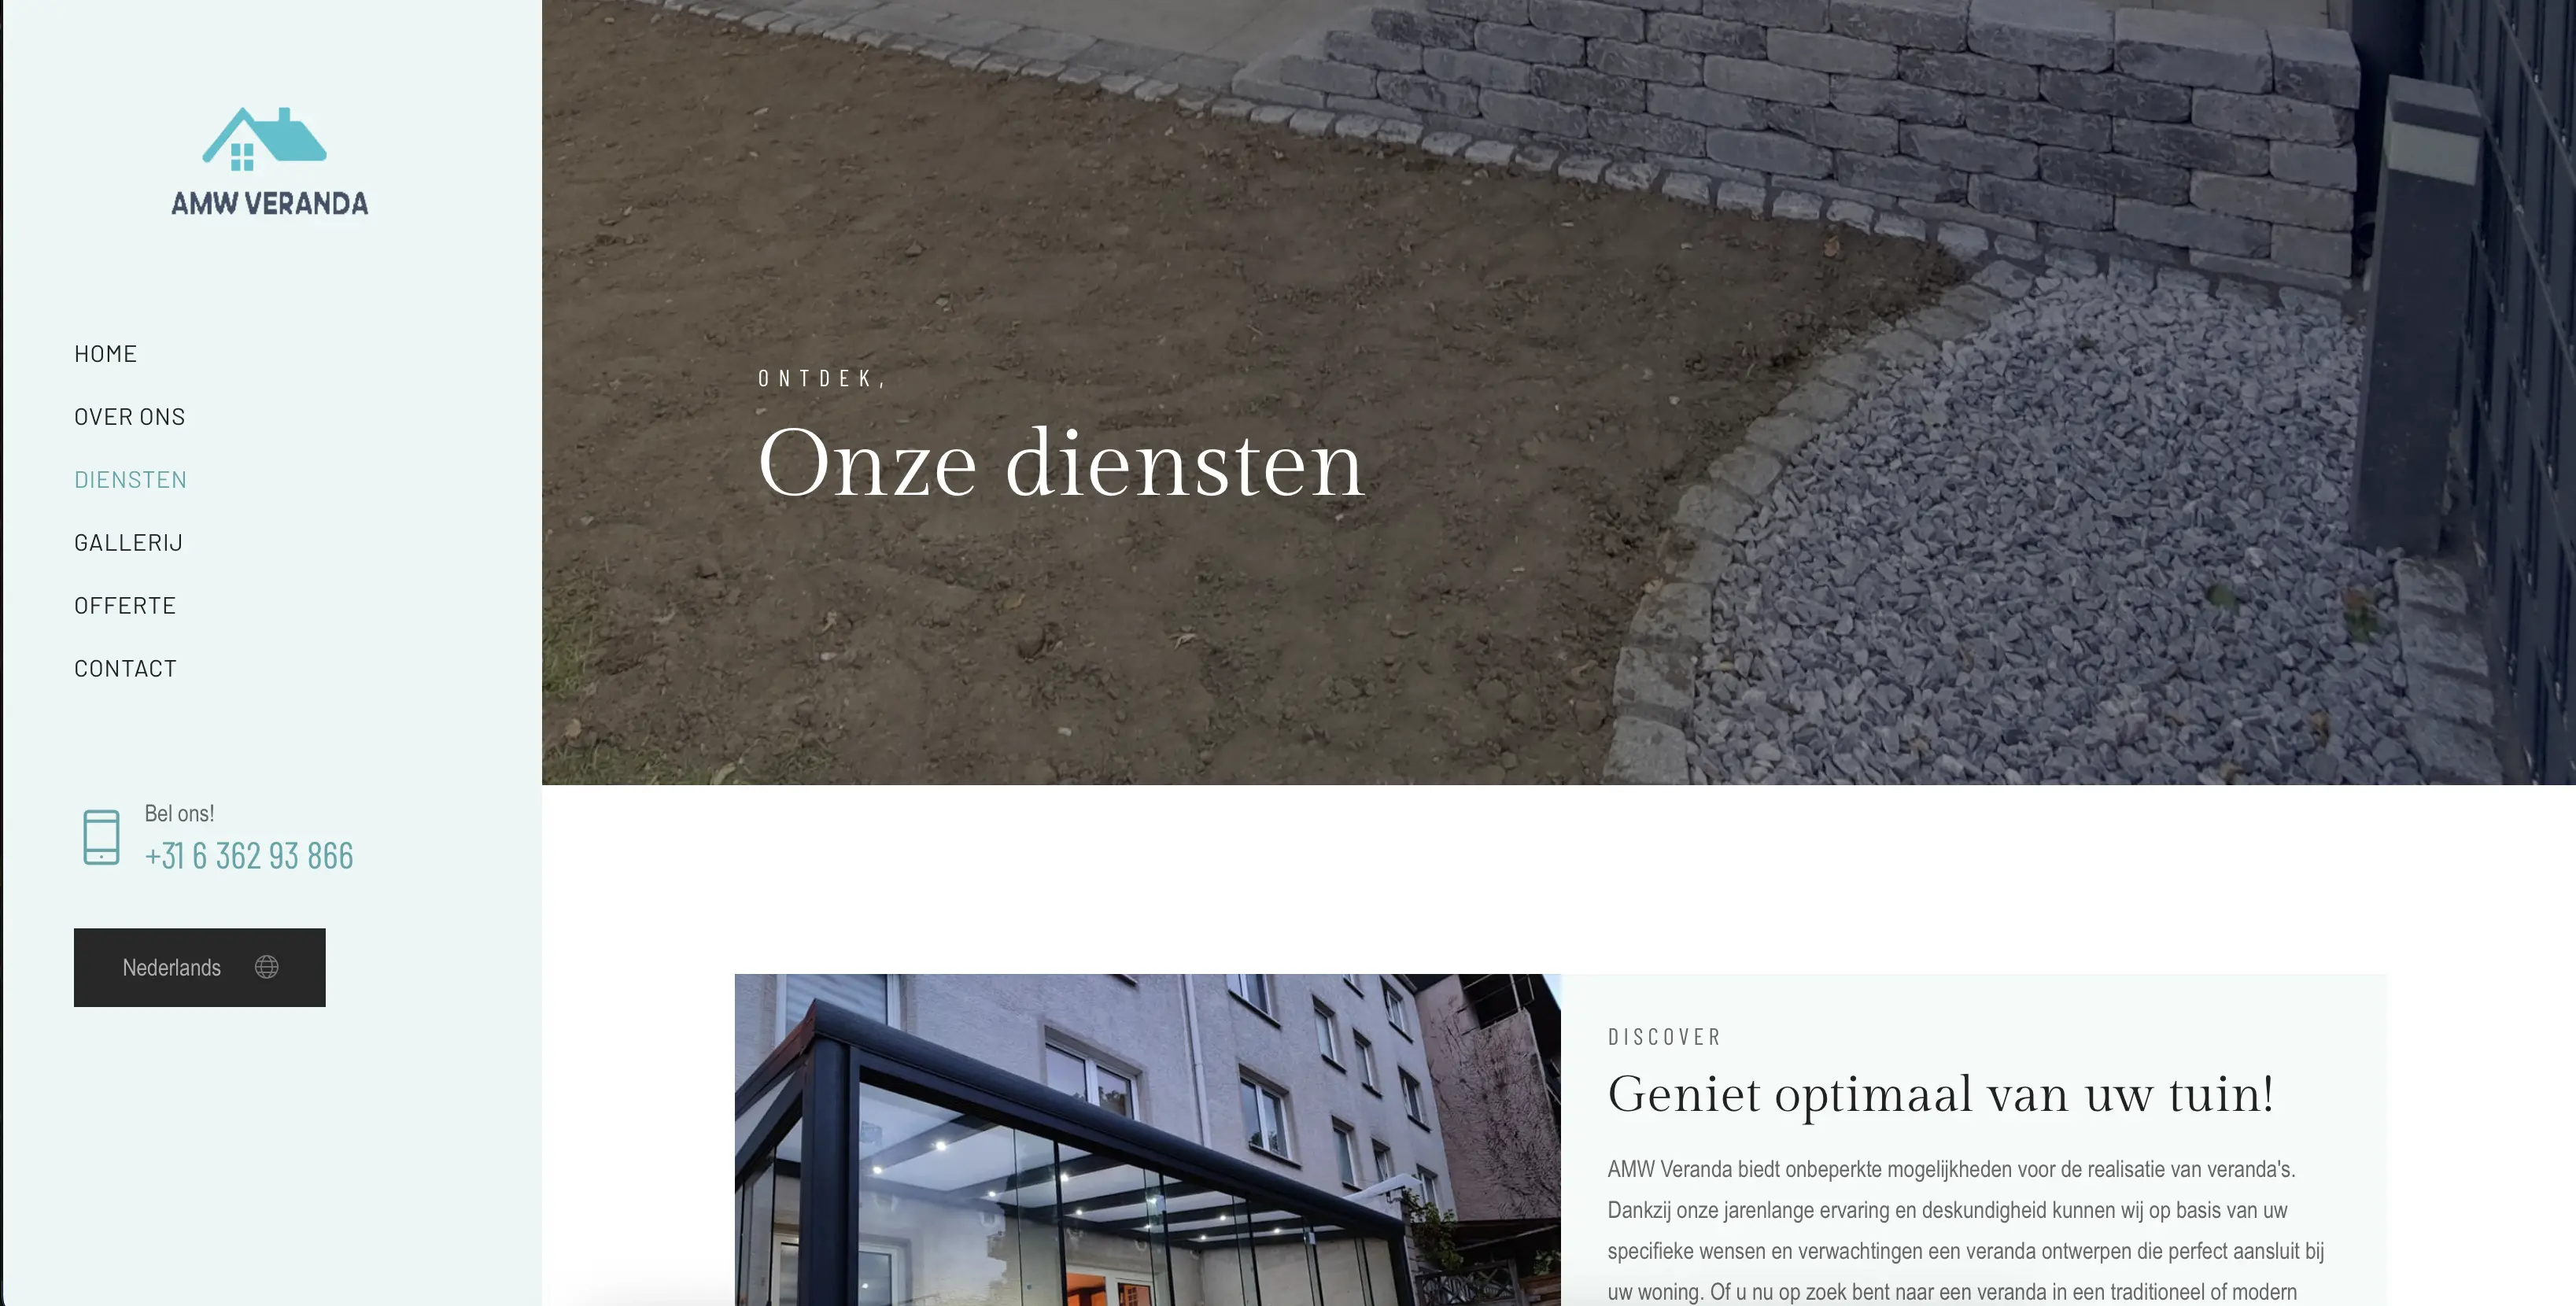 AMW VERANDA
HOME
OVER ONS
DIENSTEN
GALLERIJ
OFFERTE
CONTACT
Bel ons!
+31 6 362 93 866
Nederlands
ONTDEK,
Onze diensten
DISCOVER
Geniet optimaal van uw tuin!
AMW Veranda biedt onbeperkte mogelijkheden voor de realisatie van veranda's.
Dankzij onze jarenlange ervaring en deskundigheid kunnen wij op basis van uw
specifieke wensen en verwachtingen een veranda ontwerpen die perfect aansluit bij
uw woning. Of u nu op zoek bent naar een veranda in een traditioneel of modern